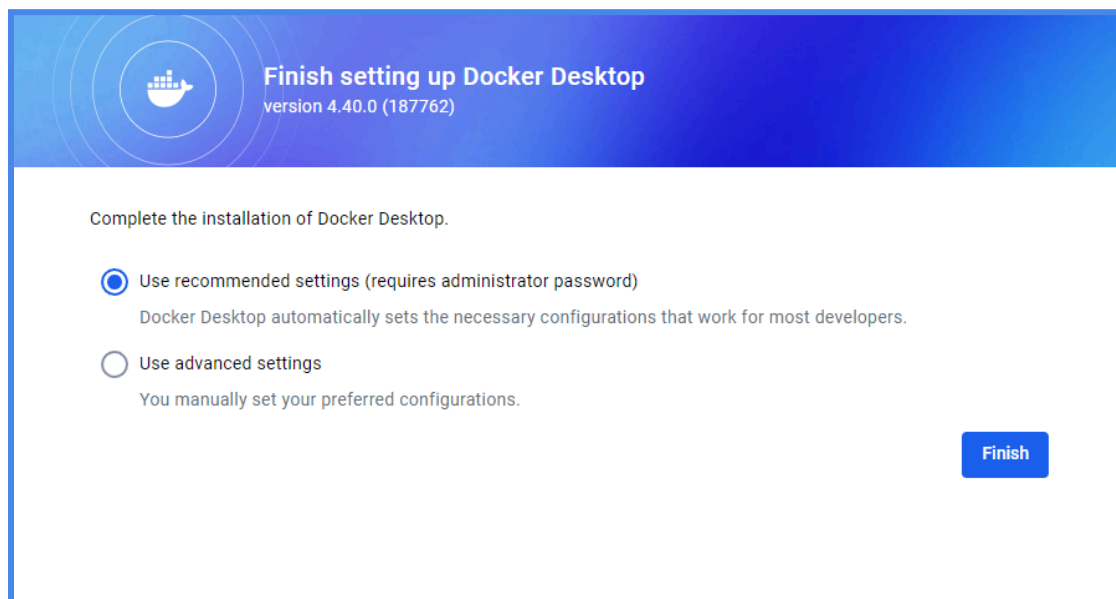 Finish setting up Docker Desktop
version 4.40.0 (187762)
Complete the installation of Docker Desktop.
Use recommended settings (requires administrator password)
Docker Desktop automatically sets the necessary configurations that work for most developers.
Use advanced settings
You manually set your preferred configurations.
Finish